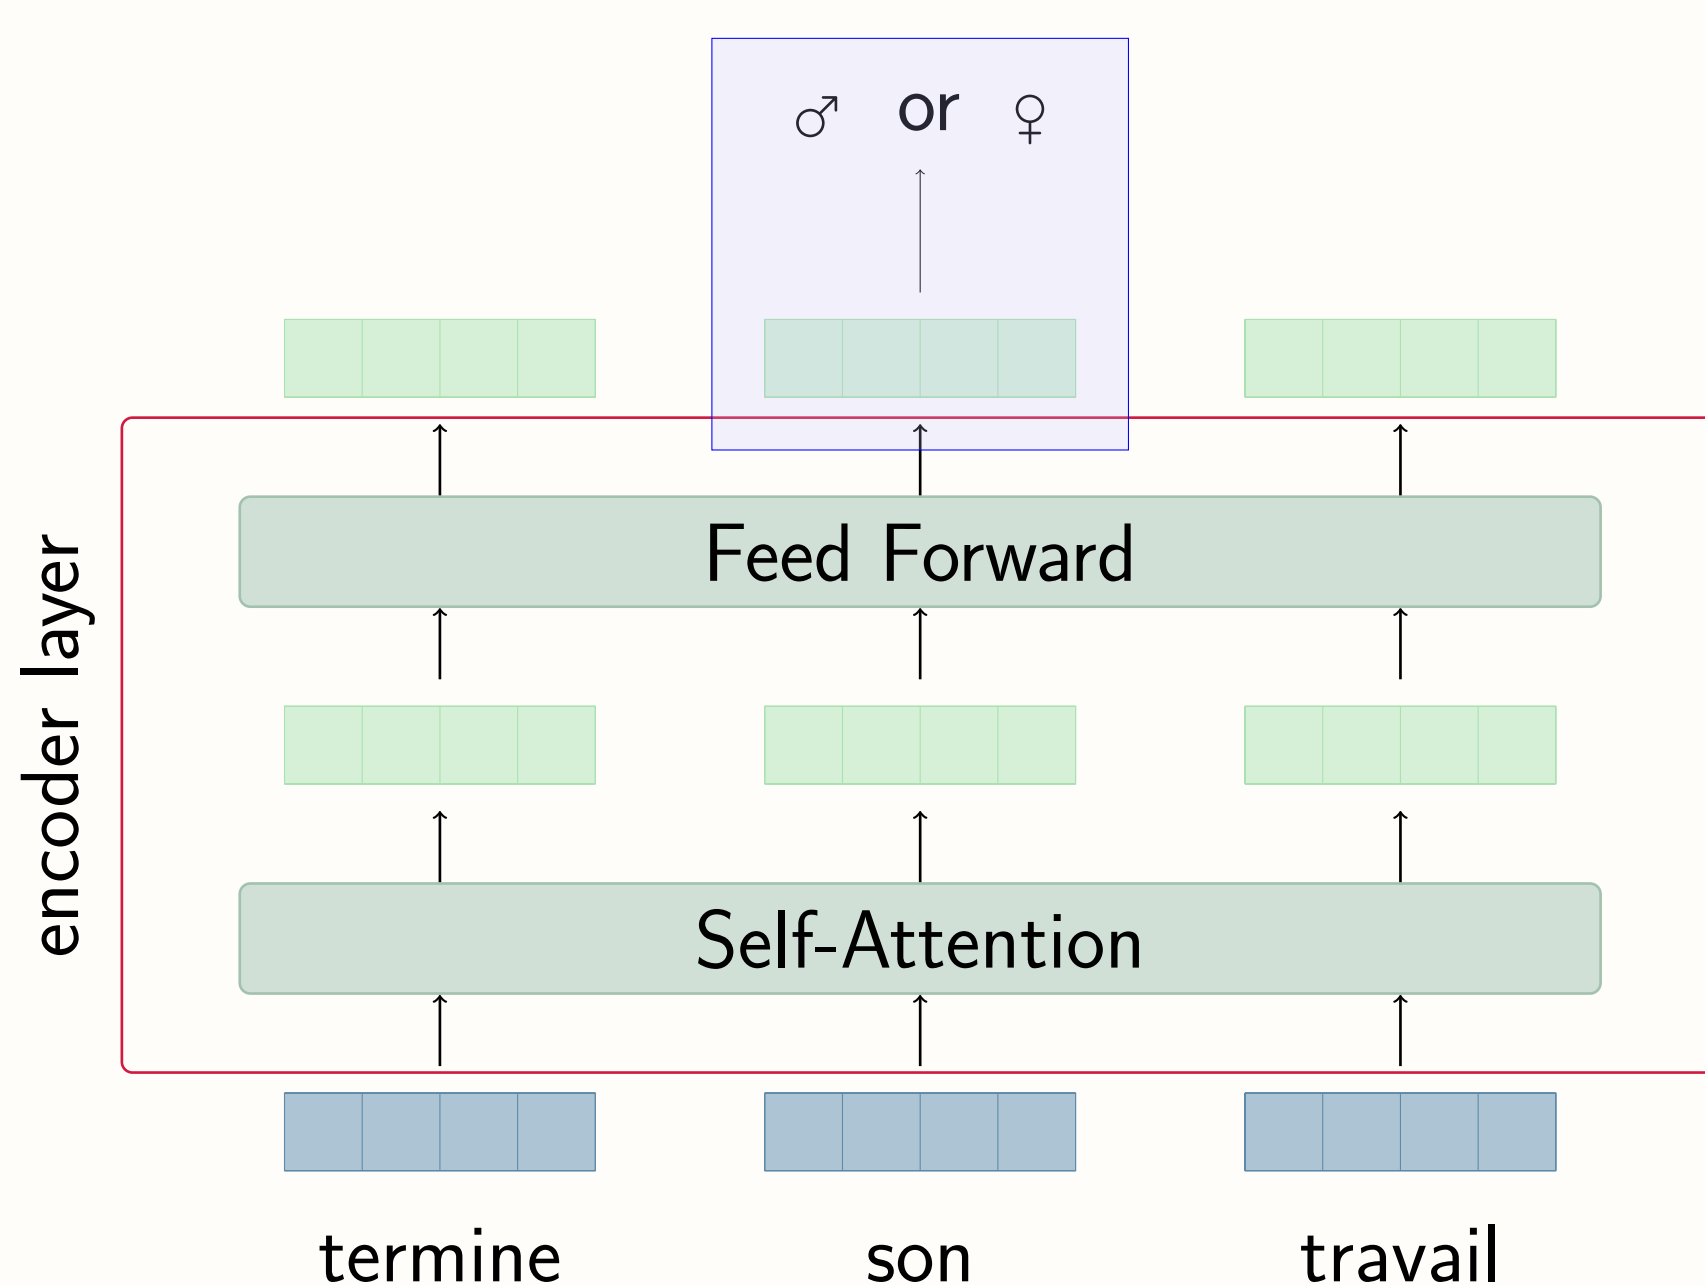 ♂ or ♀
Feed Forward
encoder layer
Self-Attention
termine son travail